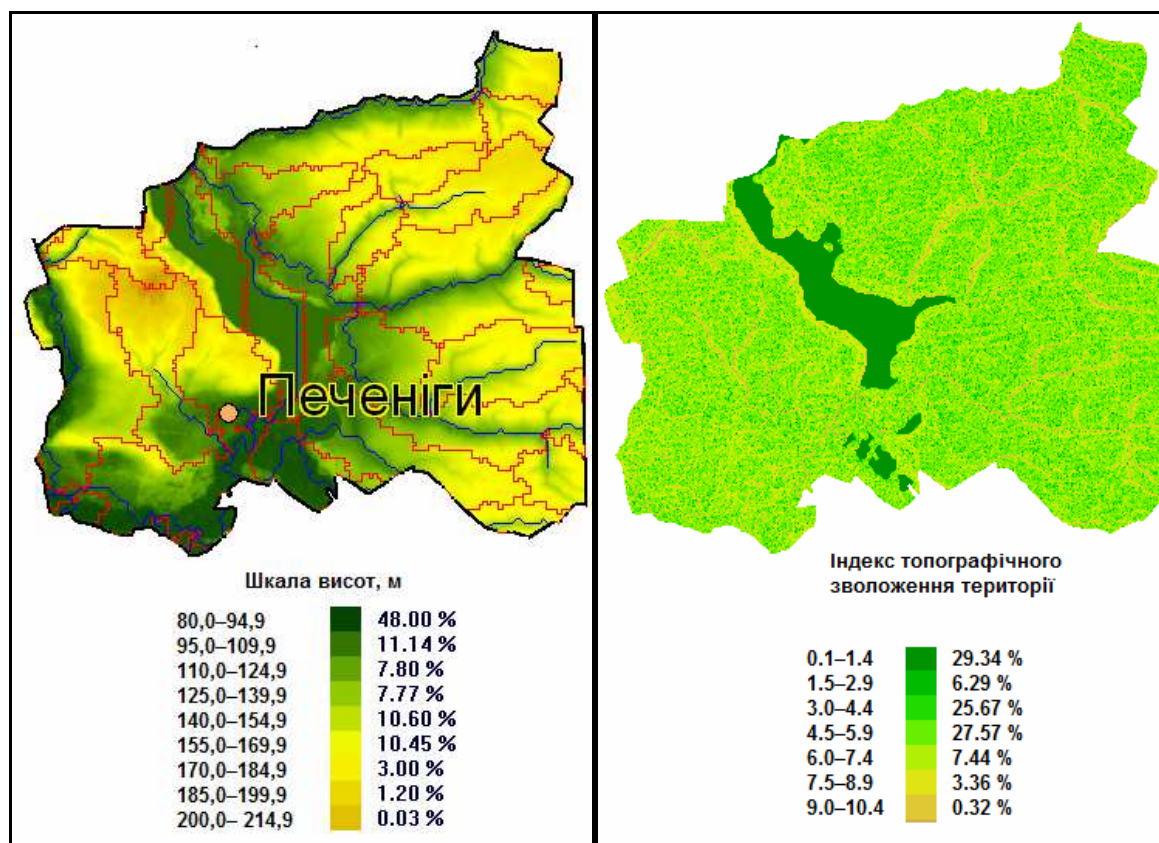 Печеніги
Шкала висот, м
80,0–94,9 48.00 %
95,0–109,9 11.14 %
110,0–124,9 7.80 %
125,0–139,9 7.77 %
140,0–154,9 10.60 %
155,0–169,9 10.45 %
170,0–184,9 3.00 %
185,0–199,9 1.20 %
200,0– 214,9 0.03 %
Індекс топографічного
зволоження території
0.1–1.4 29.34 %
1.5–2.9 6.29 %
3.0–4.4 25.67 %
4.5–5.9 27.57 %
6.0–7.4 7.44 %
7.5–8.9 3.36 %
9.0–10.4 0.32 %